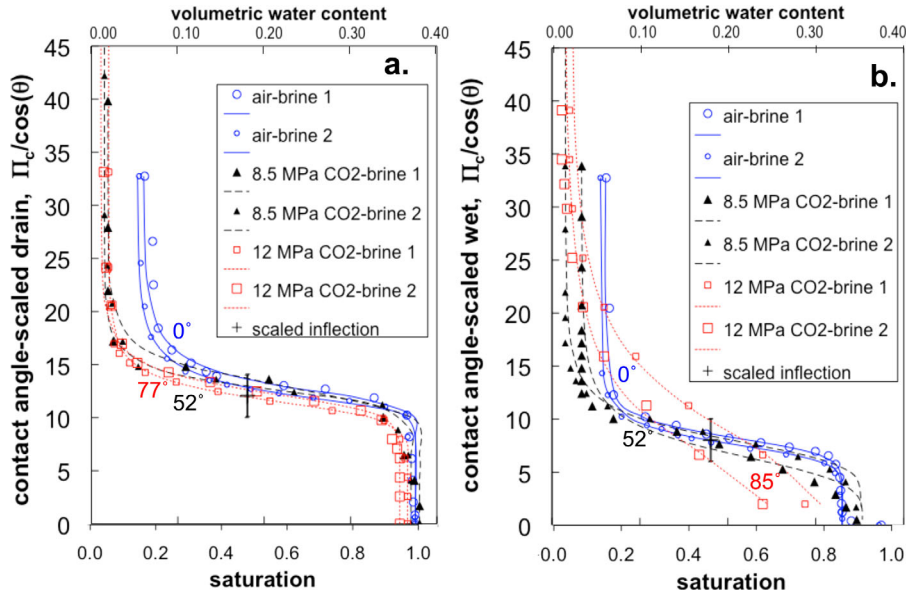 volumetric water content
0.00 0.10 0.20 0.30 0.40
a.
contact angle-scaled drain, Πc/cos(θ)
45
40
35
30
25
20
15
10
5
0
air-brine 1
air-brine 2
8.5 MPa CO2-brine 1
8.5 MPa CO2-brine 2
12 MPa CO2-brine 1
12 MPa CO2-brine 2
scaled inflection
0°
77°
52°
0.0 0.2 0.4 0.6 0.8 1.0
saturation
volumetric water content
0.00 0.10 0.20 0.30 0.40
b.
contact angle-scaled wet, Πc/cos(θ)
45
40
35
30
25
20
15
10
5
0
air-brine 1
air-brine 2
8.5 MPa CO2-brine 1
8.5 MPa CO2-brine 2
12 MPa CO2-brine 1
12 MPa CO2-brine 2
scaled inflection
0°
52°
85°
0.0 0.2 0.4 0.6 0.8 1.0
saturation